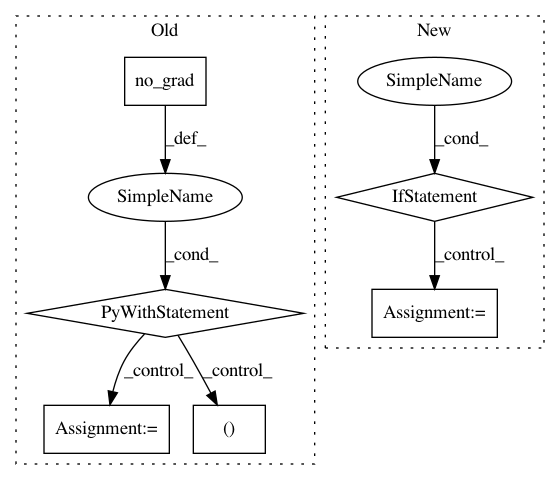 Old
no_grad
_def_
SimpleName
_cond_
PyWithStatement
_control_
_control_
Assignment:=
()
New
SimpleName
_cond_
IfStatement
_control_
Assignment:=